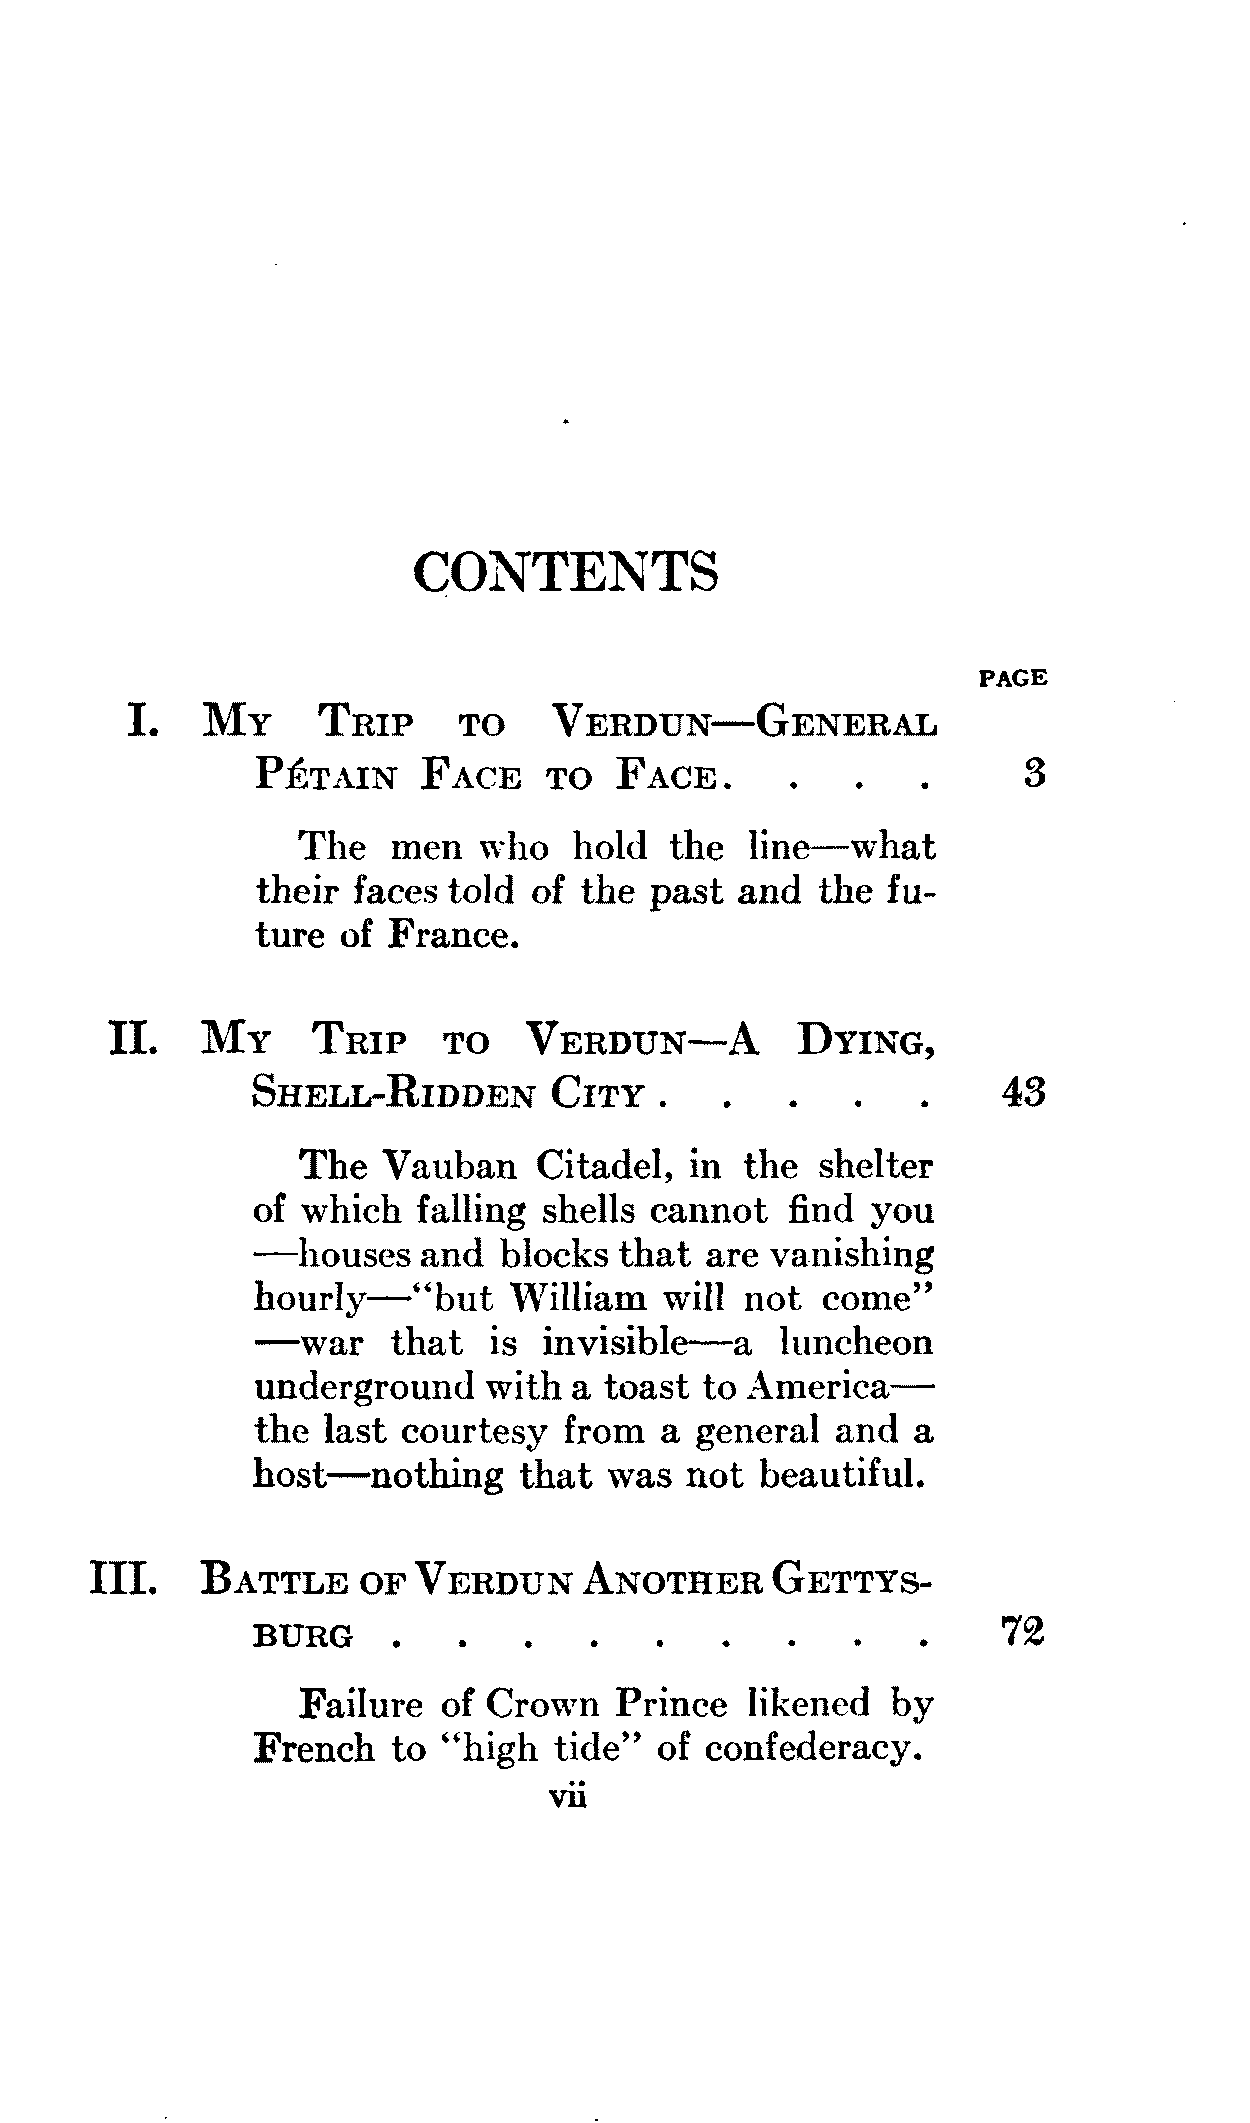 CONTENTS
PAGE
I. My Trip to Verdun—General
Pétain Face to Face. . . . 3
The men who hold the line—what
their faces told of the past and the fu-
ture of France.
II. My Trip to Verdun—A Dying,
Shell-Ridden City . . . . . 43
The Vauban Citadel, in the shelter
of which falling shells cannot find you
—houses and blocks that are vanishing
hourly—"but William will not come"
—war that is invisible—a luncheon
underground with a toast to America—
the last courtesy from a general and a
host—nothing that was not beautiful.
III. Battle of Verdun Another Gettys-
burg . . . . . . . . . 72
Failure of Crown Prince likened by
French to "high tide" of confederacy.
vii